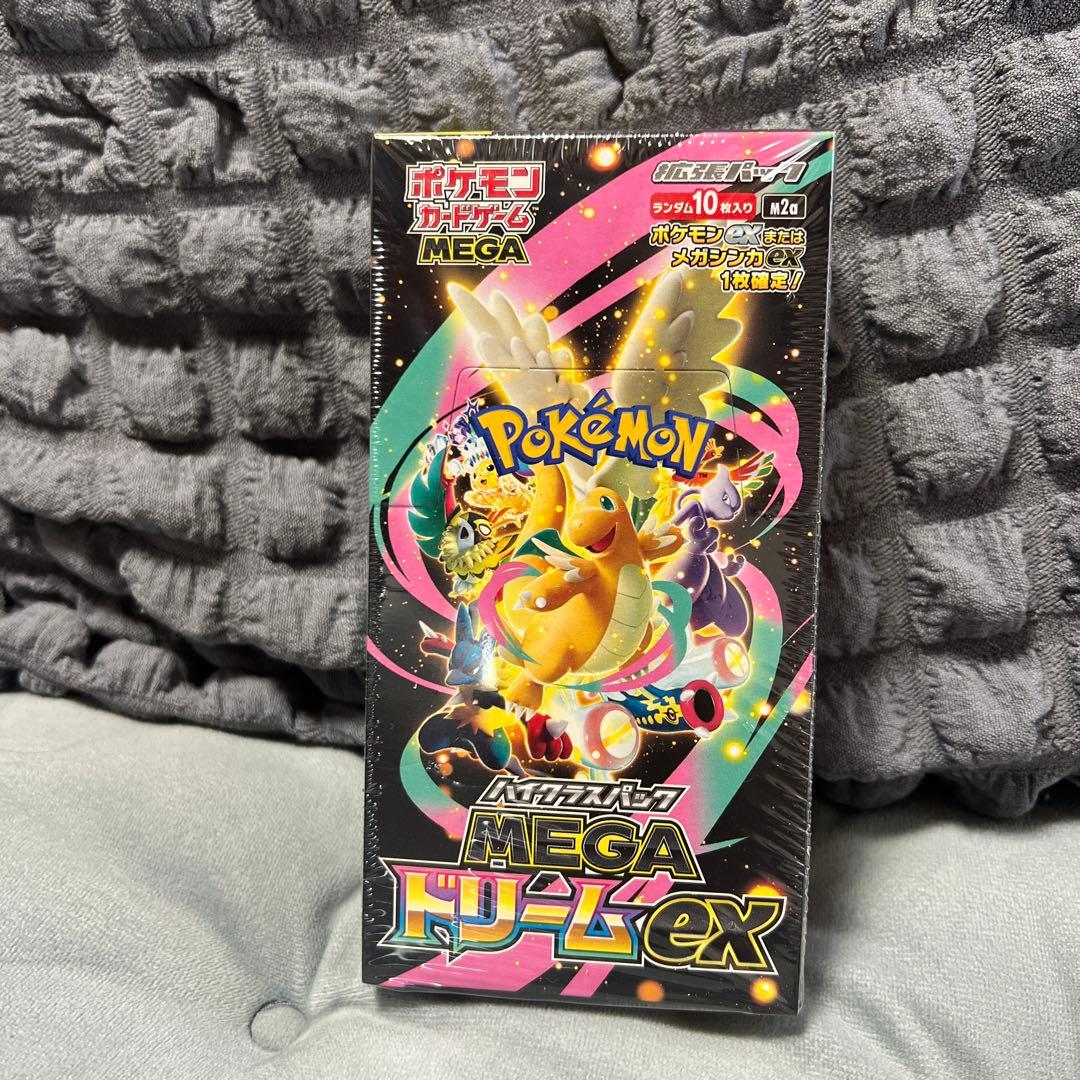 ポケモン
カードゲーム™
MEGA
拡張パック
ランダム10枚入り M2a
ポケモンexまたは
メガシンカex
1枚確定!
POKéMON™
ハイクラスパック
MEGA
ドリームex